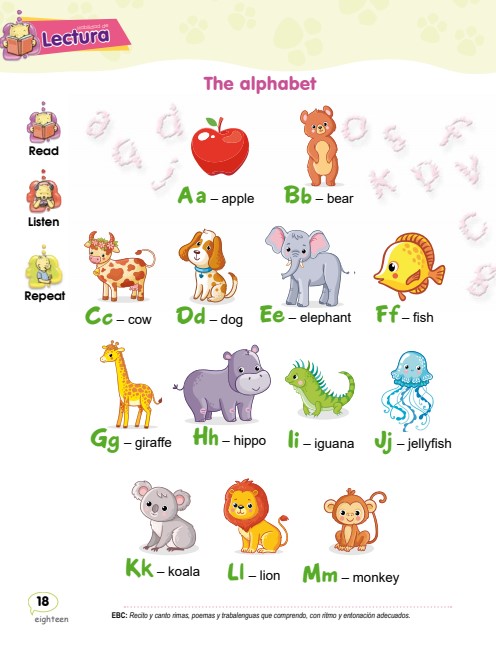 Habilidad de
Lectura
The alphabet
Read
Listen
Repeat
Aa – apple
Bb – bear
Cc – cow
Dd – dog
Ee – elephant
Ff – fish
Gg – giraffe
Hh – hippo
Ii – iguana
Jj – jellyfish
Kk – koala
Ll – lion
Mm – monkey
18
eighteen
EBC: Recito y canto rimas, poemas y trabalenguas que comprendo, con ritmo y entonación adecuados.